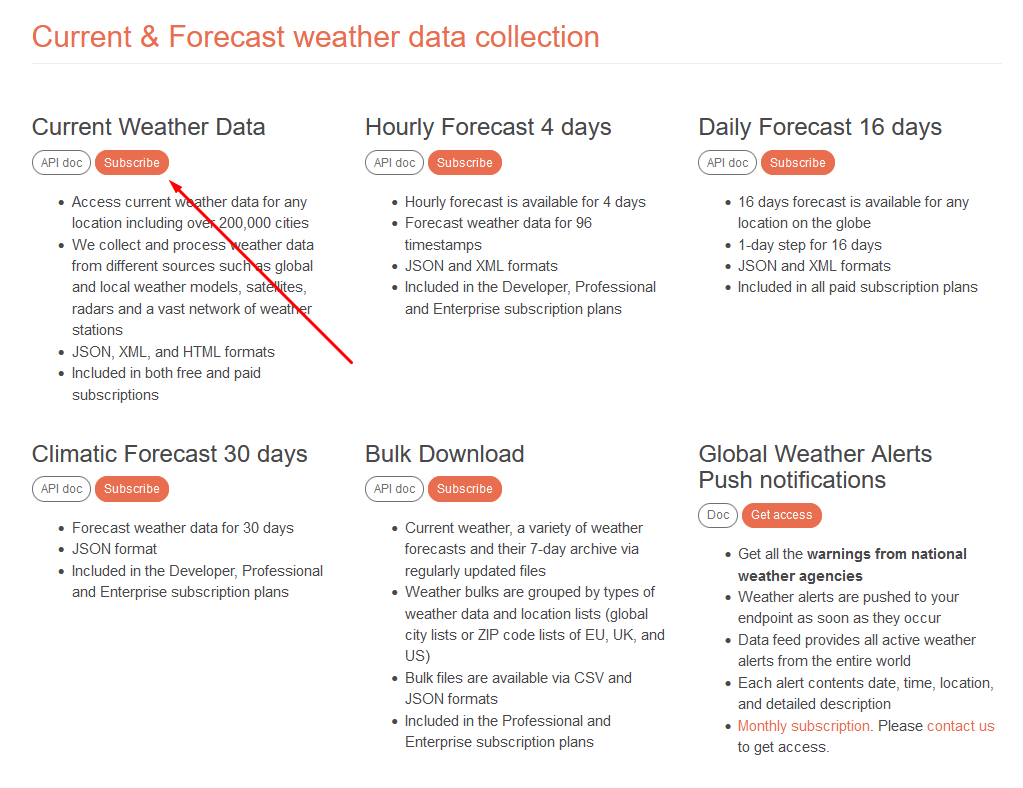 Current & Forecast weather data collection
Current Weather Data
API doc Subscribe
• Access current weather data for any
location including over 200,000 cities
• We collect and process weather data
from different sources such as global
and local weather models, satellites,
radars and a vast network of weather
stations
• JSON, XML, and HTML formats
• Included in both free and paid
subscriptions
Hourly Forecast 4 days
API doc Subscribe
• Hourly forecast is available for 4 days
• Forecast weather data for 96
timestamps
• JSON and XML formats
• Included in the Developer, Professional
and Enterprise subscription plans
Daily Forecast 16 days
API doc Subscribe
• 16 days forecast is available for any
location on the globe
• 1-day step for 16 days
• JSON and XML formats
• Included in all paid subscription plans
Climatic Forecast 30 days
API doc Subscribe
• Forecast weather data for 30 days
• JSON format
• Included in the Developer, Professional
and Enterprise subscription plans
Bulk Download
API doc Subscribe
• Current weather, a variety of weather
forecasts and their 7-day archive via
regularly updated files
• Weather bulks are grouped by types of
weather data and location lists (global
city lists or ZIP code lists of EU, UK, and
US)
• Bulk files are available via CSV and
JSON formats
• Included in the Professional and
Enterprise subscription plans
Global Weather Alerts
Push notifications
Doc Get access
• Get all the warnings from national
weather agencies
• Weather alerts are pushed to your
endpoint as soon as they occur
• Data feed provides all active weather
alerts from the entire world
• Each alert contents date, time, location,
and detailed description
• Monthly subscription. Please contact us
to get access.